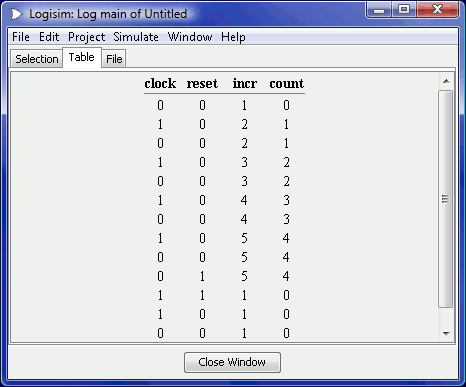 Logisim: Log main of Untitled
File Edit Project Simulate Window Help
Selection Table File
clock reset incr count
0 0 1 0
1 0 2 1
0 0 2 1
1 0 3 2
0 0 3 2
1 0 4 3
0 0 4 3
1 0 5 4
0 0 5 4
0 1 5 4
1 1 1 0
1 0 1 0
0 0 1 0
Close Window